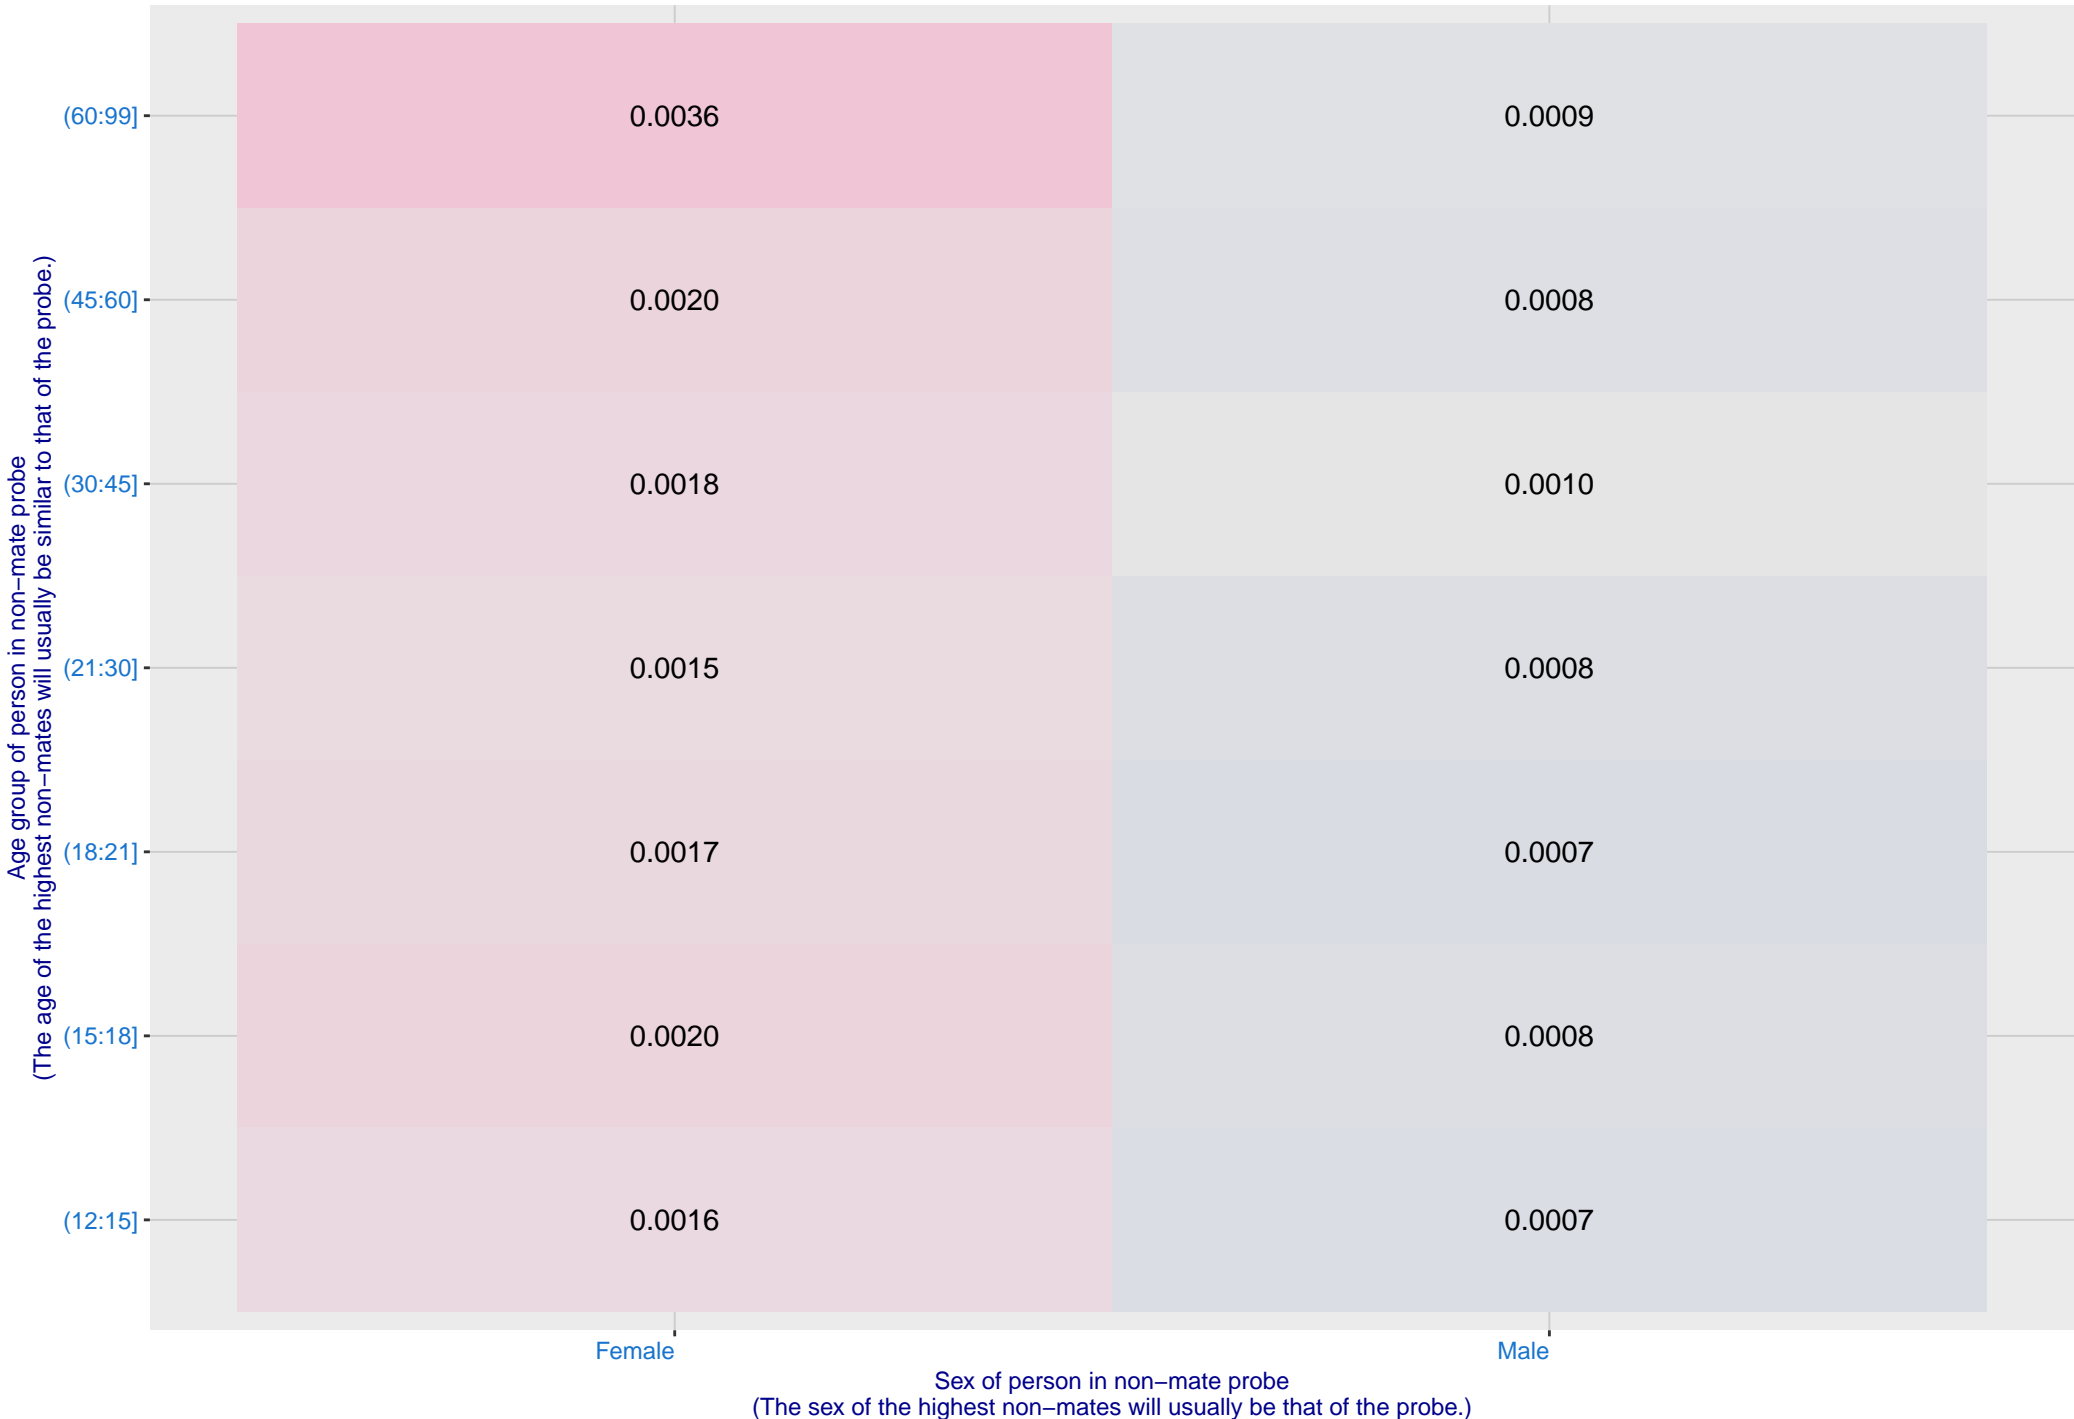 Age group of person in non−mate probe
(The age of the highest non−mates will usually be similar to that of the probe.)
(60:99] 0.0036 0.0009
(45:60] 0.0020 0.0008
(30:45] 0.0018 0.0010
(21:30] 0.0015 0.0008
(18:21] 0.0017 0.0007
(15:18] 0.0020 0.0008
(12:15] 0.0016 0.0007
Female Male
Sex of person in non−mate probe
(The sex of the highest non−mates will usually be that of the probe.)